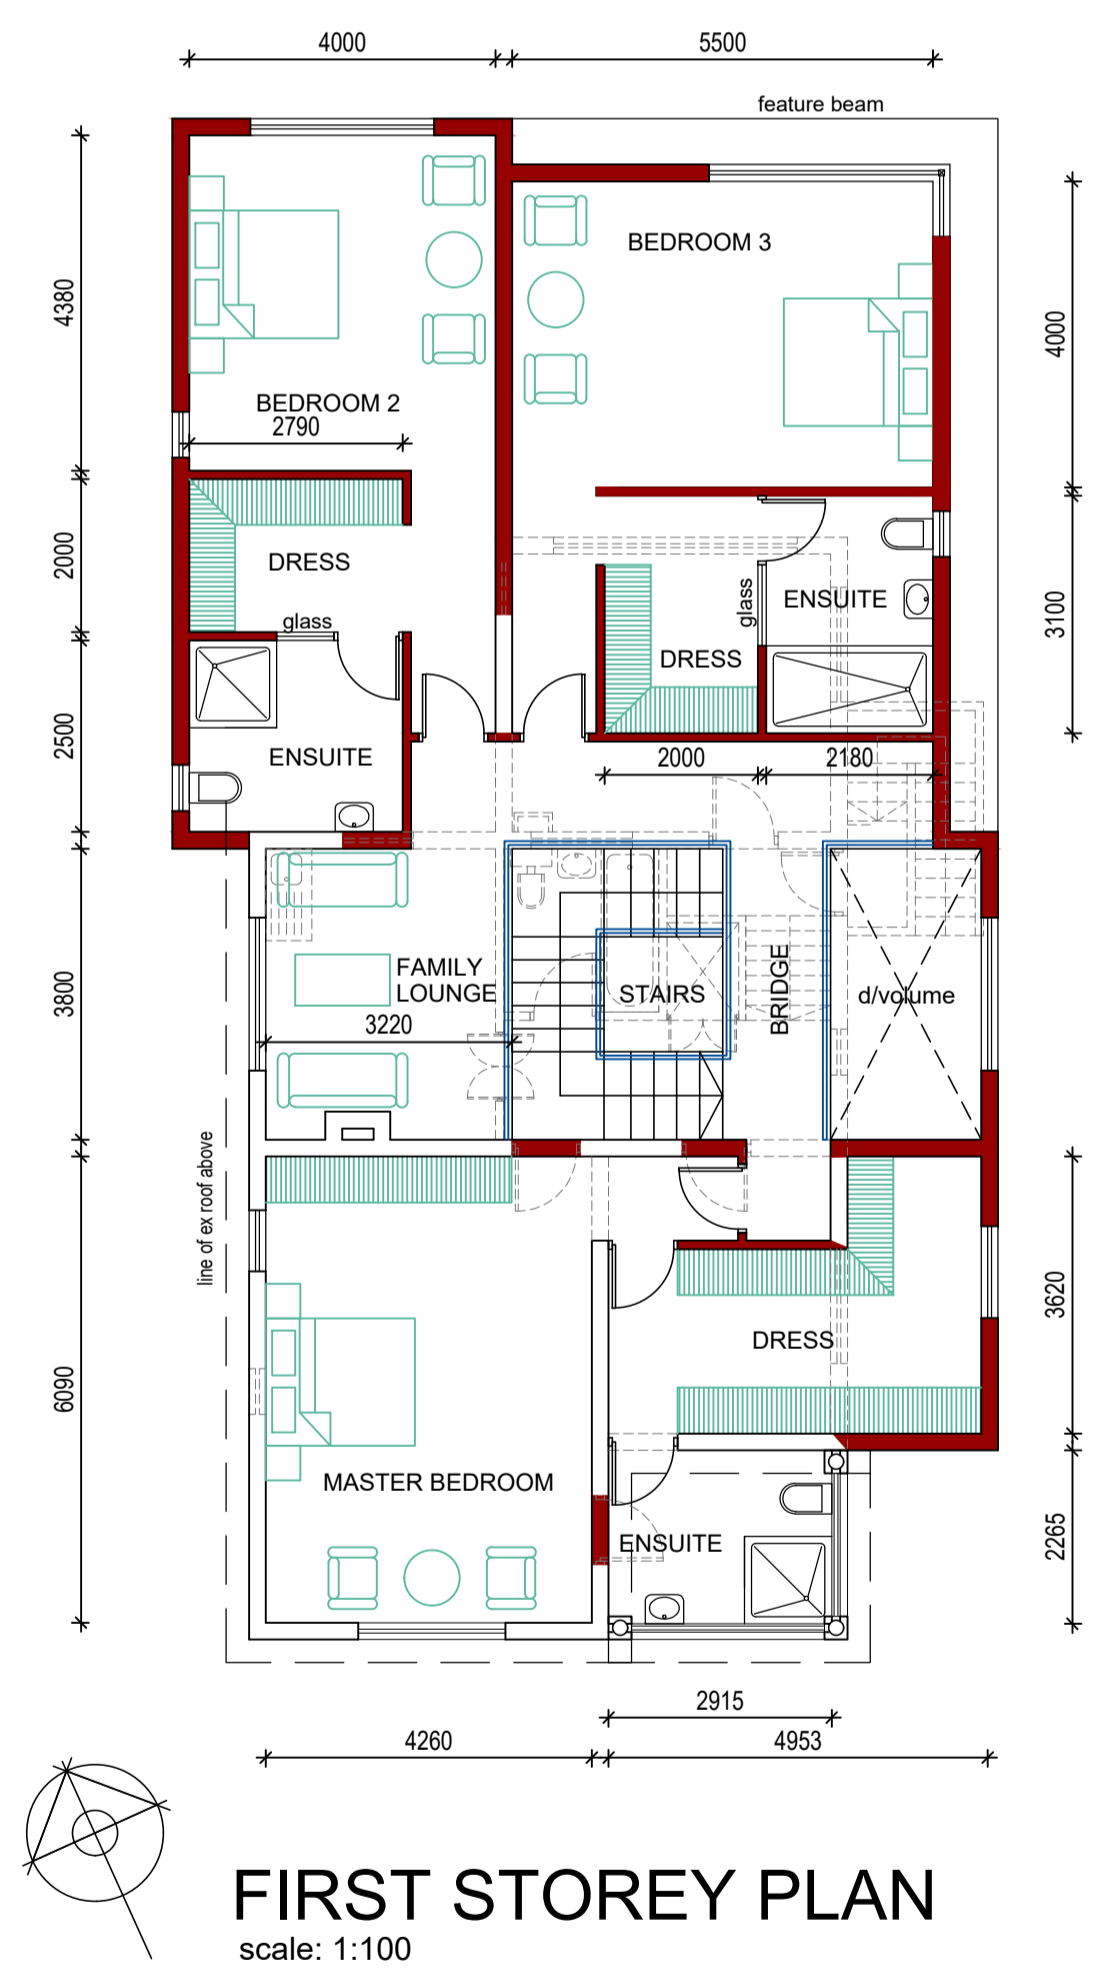 4000
5500
feature beam
BEDROOM 3
4380
4000
BEDROOM 2
2790
2000
DRESS
glass
glass
ENSUITE
3100
DRESS
2500
ENSUITE
2000
2180
3800
FAMILY
LOUNGE
STAIRS
BRIDGE
d/volume
3220
line of ex roof above
3620
DRESS
6090
MASTER BEDROOM
ENSUITE
2265
2915
4260
4953
FIRST STOREY PLAN
scale: 1:100